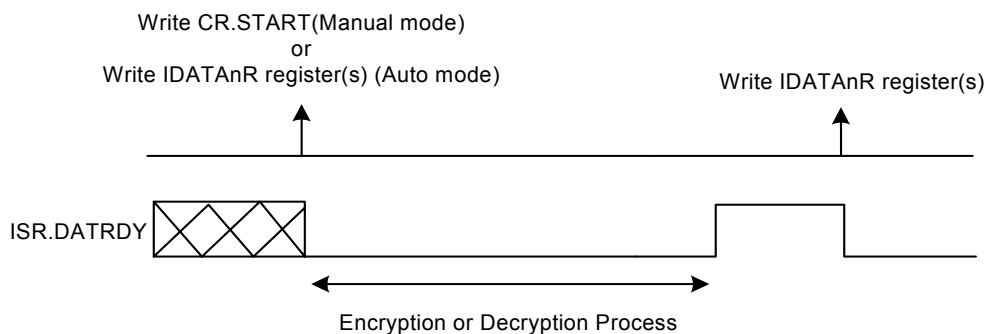 Write CR.START(Manual mode)
or
Write IDATAnR register(s) (Auto mode)
Write IDATAnR register(s)
ISR.DATRDY
Encryption or Decryption Process